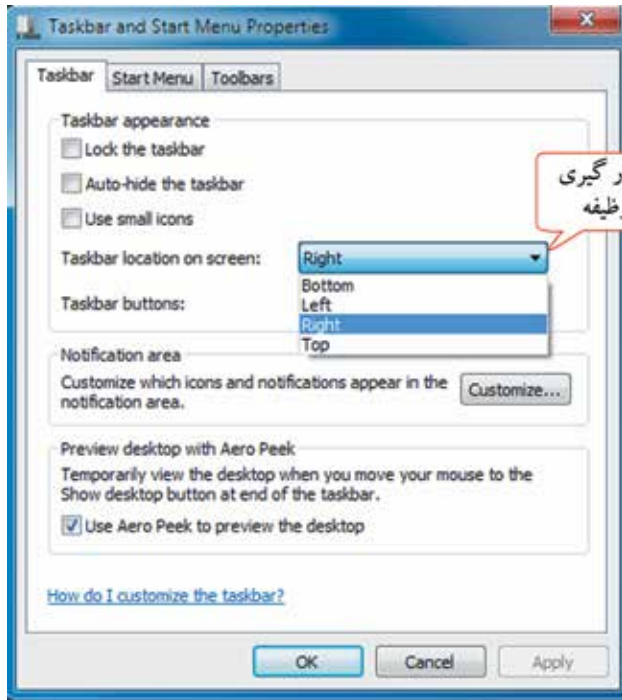 Taskbar and Start Menu Properties
Taskbar Start Menu Toolbars
Taskbar appearance
Lock the taskbar
Auto-hide the taskbar
Use small icons
گیری
Taskbar location on screen: Right
Bottom
Left
Right
Top
Taskbar buttons:
Notification area
Customize which icons and notifications appear in the
notification area.
Customize...
Preview desktop with Aero Peek
Temporarily view the desktop when you move your mouse to the
Show desktop button at end of the taskbar.
Use Aero Peek to preview the desktop
How do I customize the taskbar?
OK Cancel Apply